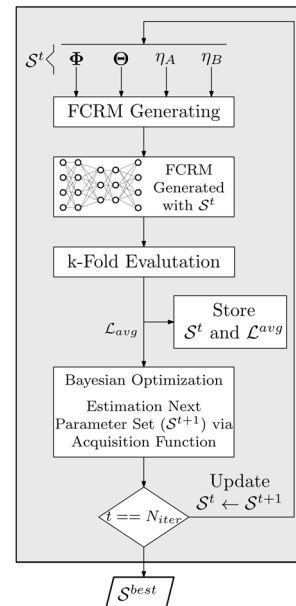 𝒮^t { Φ Θ η_A η_B
FCRM Generating
FCRM
Generated
with 𝒮^t
k-Fold Evalutation
ℒ_avg
Store
𝒮^t and ℒ^avg
Bayesian Optimization
Estimation Next
Parameter Set (𝒮^{t+1}) via
Acquisition Function
Update
𝒮^t ← 𝒮^{t+1}
t == N_iter
𝒮^best